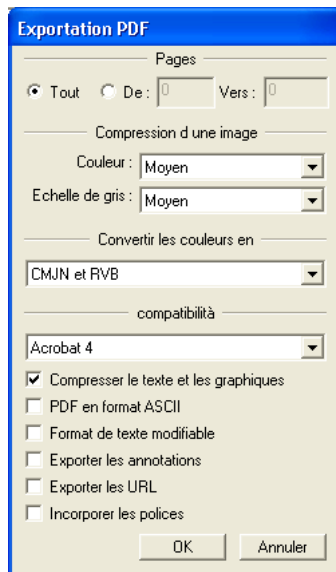 Exportation PDF
Pages
Tout De : 0 Vers : 0
Compression d une image
Couleur : Moyen
Echelle de gris : Moyen
Convertir les couleurs en
CMJN et RVB
compatibilità
Acrobat 4
Compresser le texte et les graphiques
PDF en format ASCII
Format de texte modifiable
Exporter les annotations
Exporter les URL
Incorporer les polices
OK Annuler